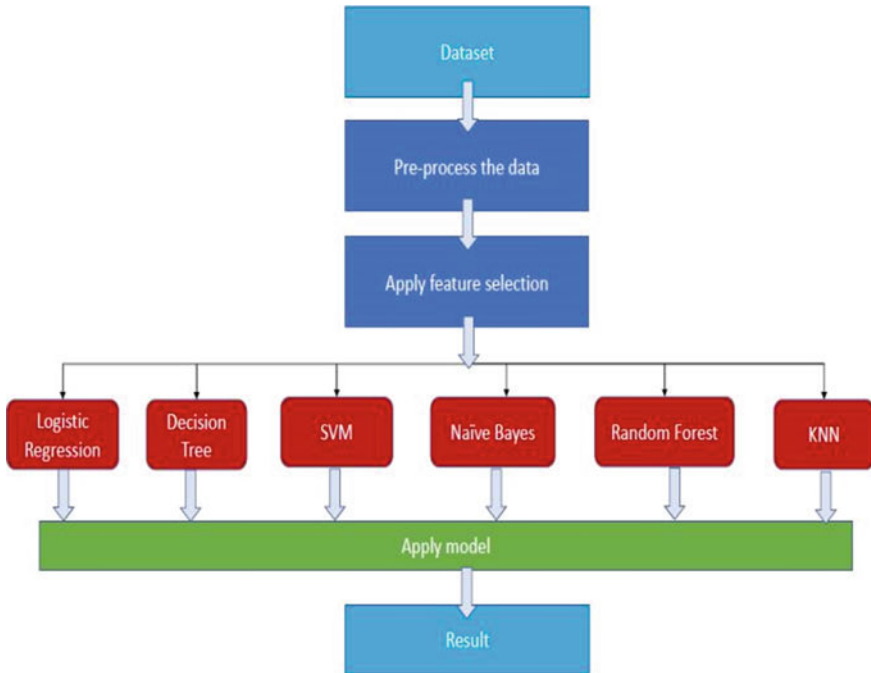 Dataset
Pre-process the data
Apply feature selection
Logistic
Regression
Decision
Tree
SVM
Naïve Bayes
Random Forest
KNN
Apply model
Result